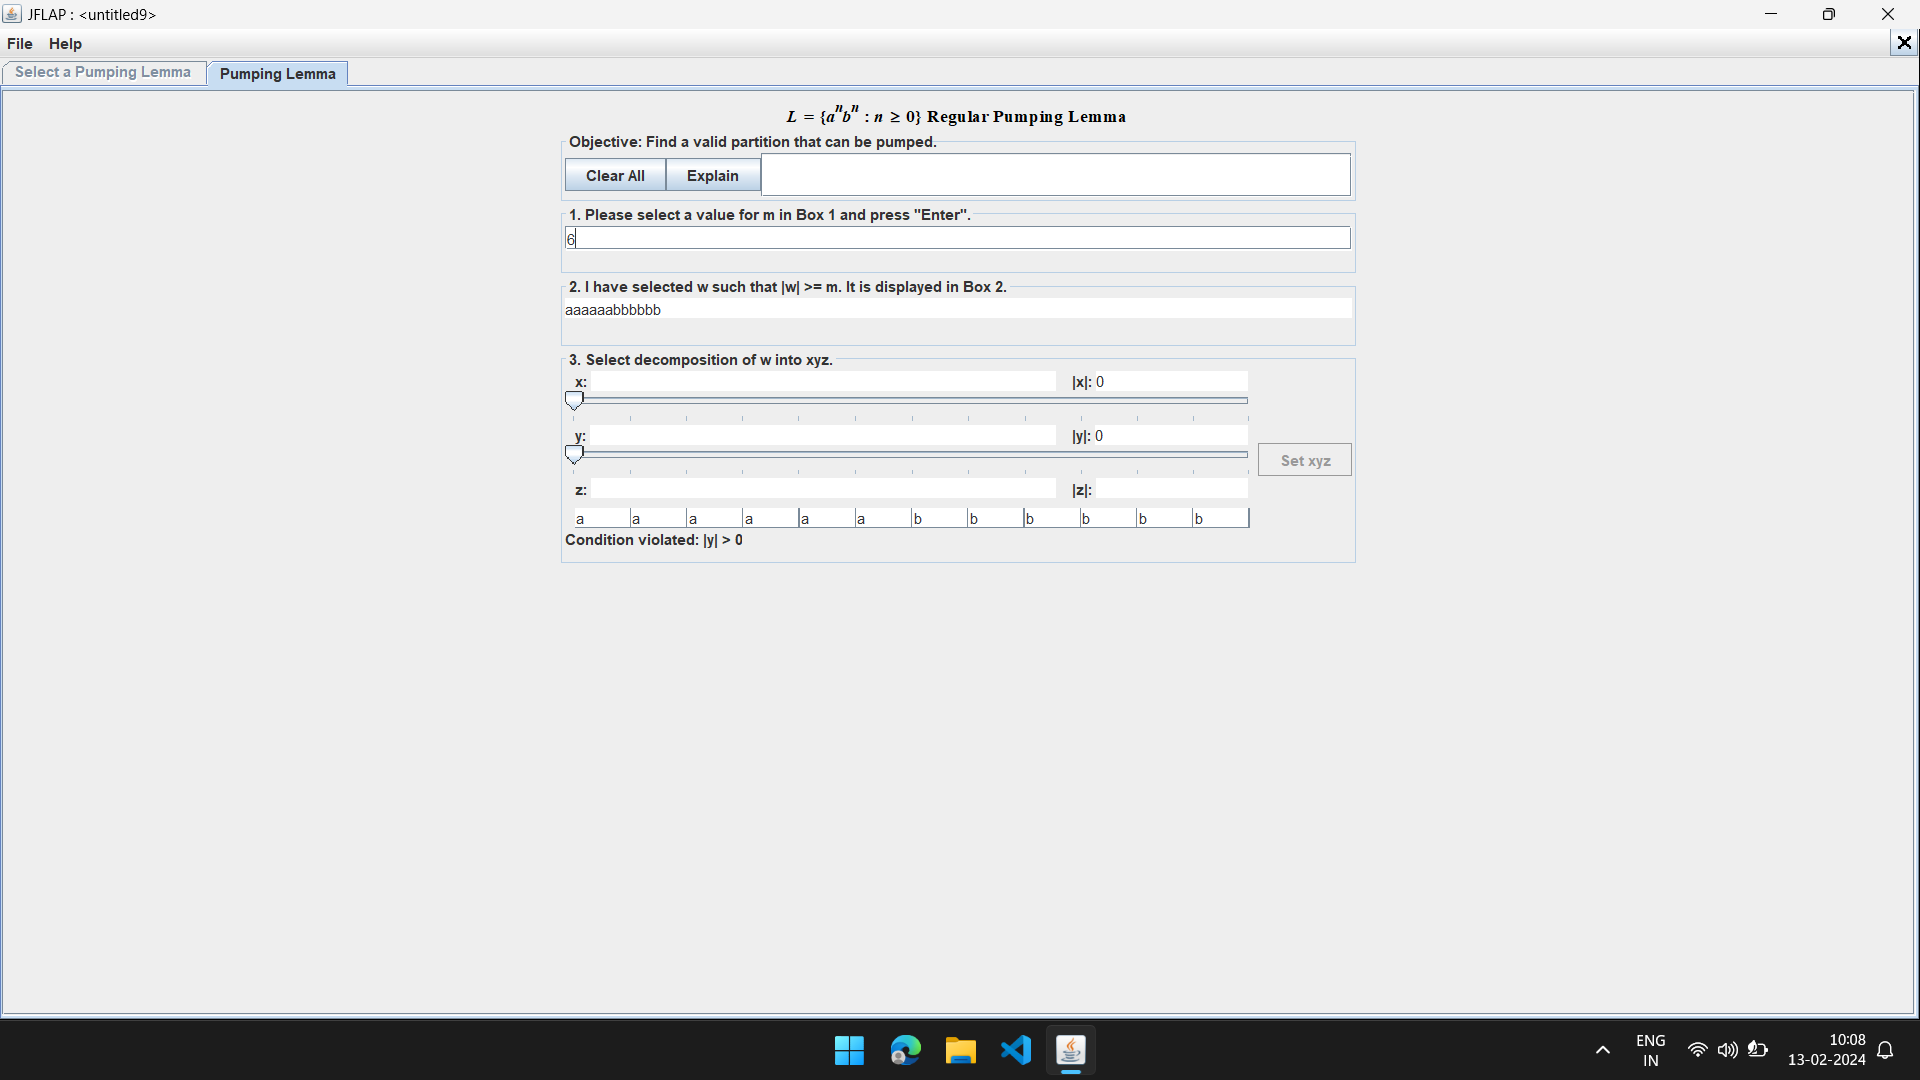 JFLAP : <untitled9>
File Help
Select a Pumping Lemma Pumping Lemma
L = {aⁿbⁿ : n ≥ 0} Regular Pumping Lemma
Objective: Find a valid partition that can be pumped.
Clear All Explain
1. Please select a value for m in Box 1 and press "Enter".
6
2. I have selected w such that |w| >= m. It is displayed in Box 2.
aaaaaabbbbbb
3. Select decomposition of w into xyz.
x: |x|: 0
y: |y|: 0
Set xyz
z: |z|:
a a a a a a b b b b b b
Condition violated: |y| > 0
ENG
IN
10:08
13-02-2024